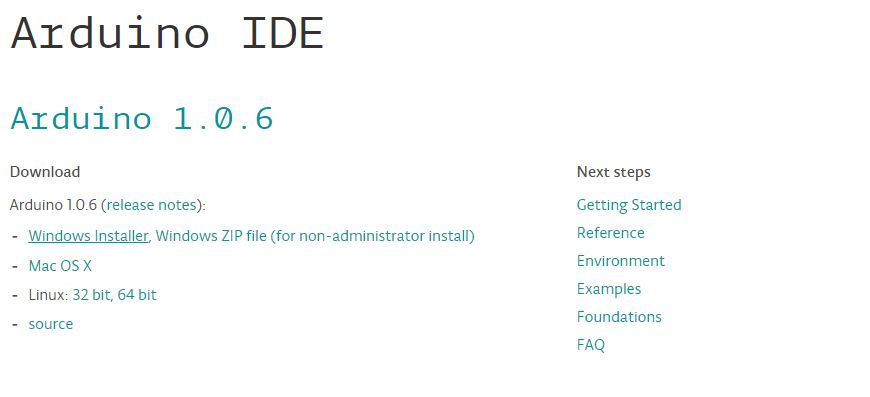 Arduino IDE
Arduino 1.0.6
Download
Arduino 1.0.6 (release notes):
- Windows Installer, Windows ZIP file (for non-administrator install)
- Mac OS X
- Linux: 32 bit, 64 bit
- source
Next steps
Getting Started
Reference
Environment
Examples
Foundations
FAQ